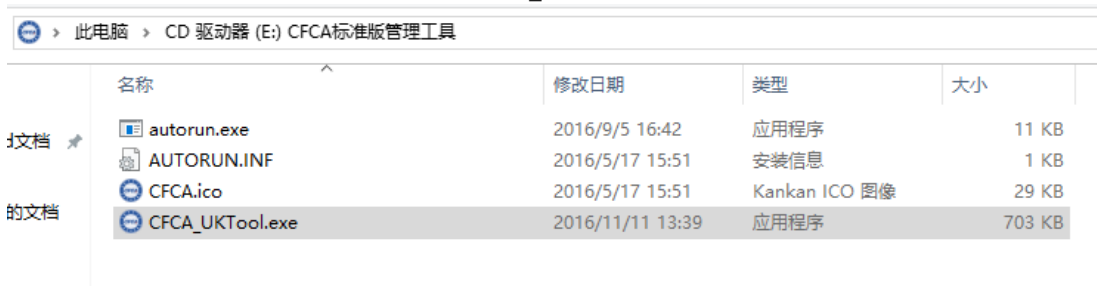 此电脑 › CD 驱动器 (E:) CFCA标准版管理工具
名称 修改日期 类型 大小
autorun.exe 2016/9/5 16:42 应用程序 11 KB
d文档
AUTORUN.INF 2016/5/17 15:51 安装信息 1 KB
CFCA.ico 2016/5/17 15:51 Kankan ICO 图像 29 KB
的文档
CFCA_UKTool.exe 2016/11/11 13:39 应用程序 703 KB